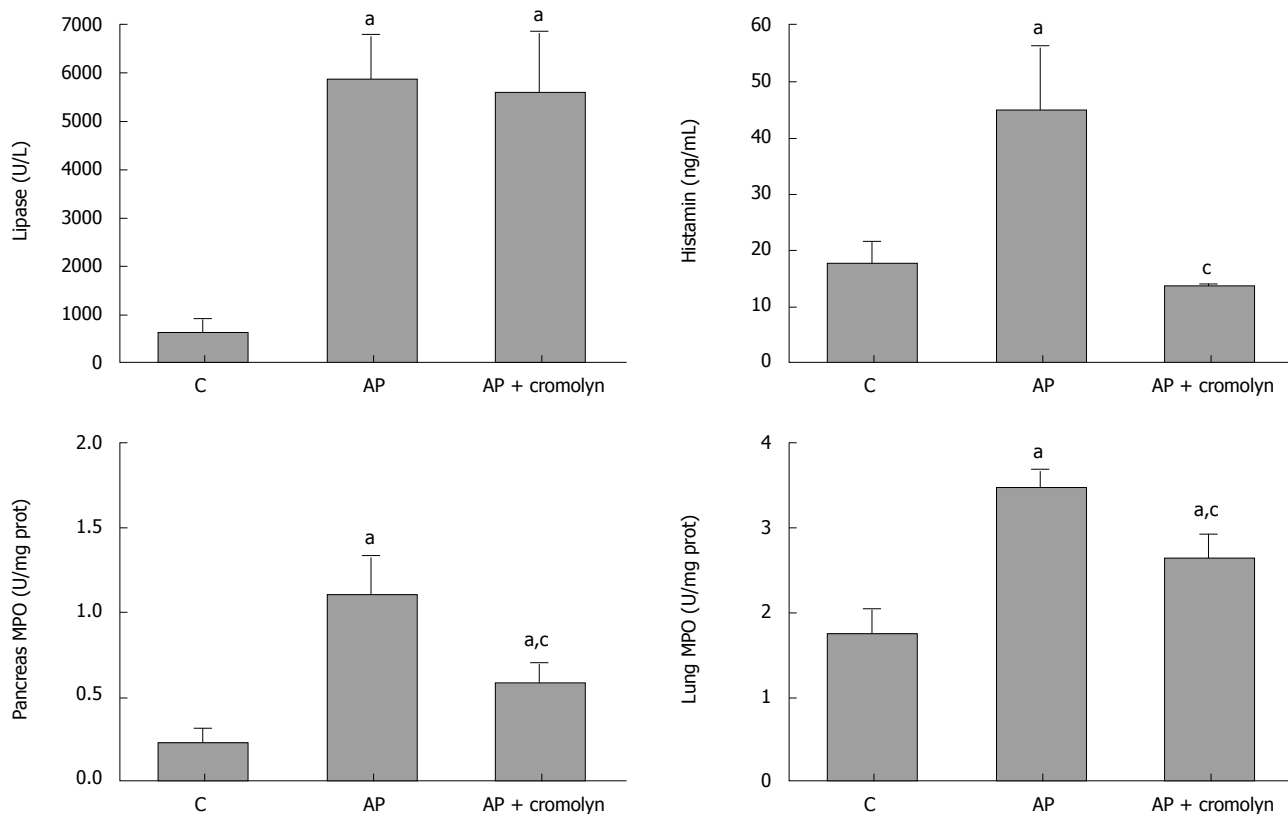 Lipase (U/L)
7000
6000
5000
4000
3000
2000
1000
0
a
a
C
AP
AP + cromolyn
Histamin (ng/mL)
60
50
40
30
20
10
0
a
c
C
AP
AP + cromolyn
Pancreas MPO (U/mg prot)
2.0
1.5
1.0
0.5
0.0
a
a,c
C
AP
AP + cromolyn
Lung MPO (U/mg prot)
4
3
2
1
0
a
a,c
C
AP
AP + cromolyn